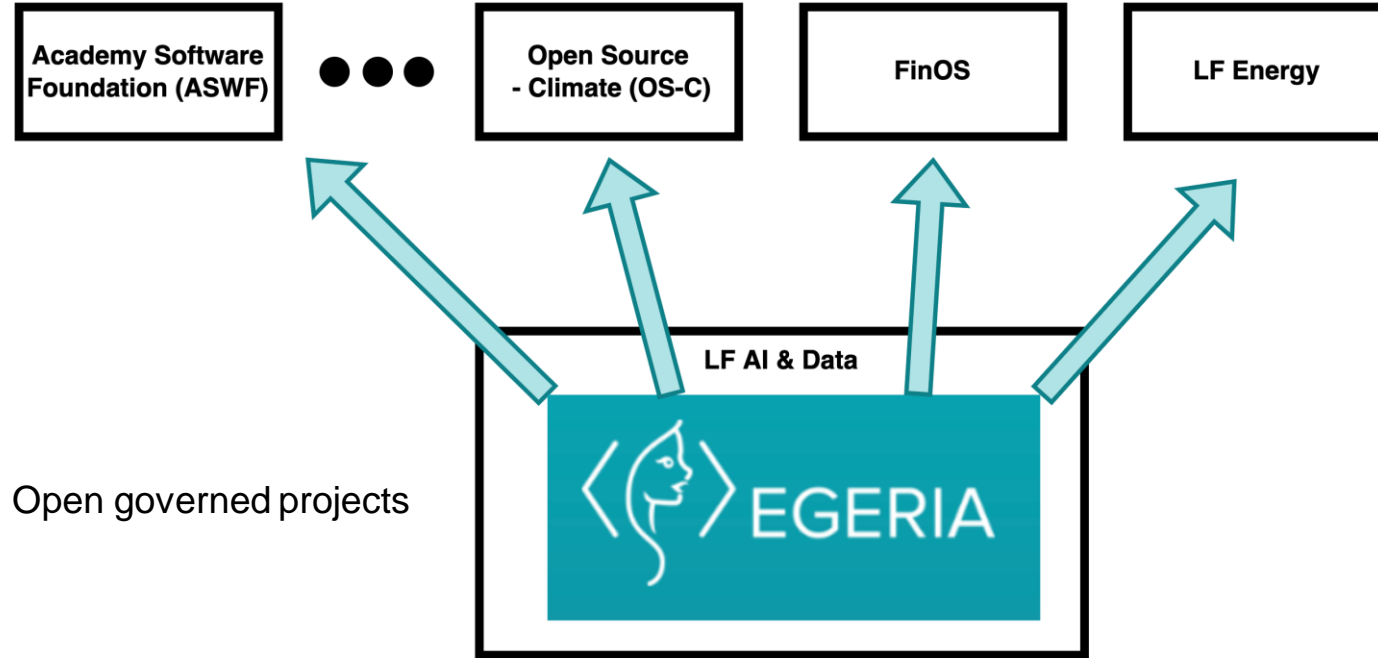 Academy Software
Foundation (ASWF)
Open Source
- Climate (OS-C)
FinOS
LF Energy
LF AI & Data
EGERIA
Open governed projects